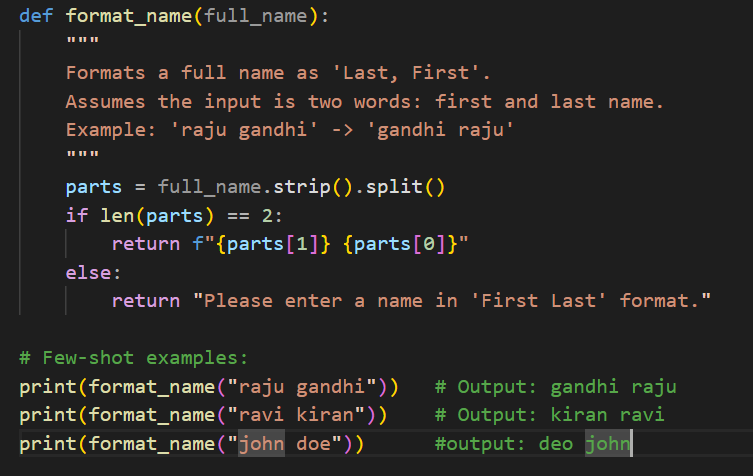 def format_name(full_name):
    """
    Formats a full name as 'Last, First'.
    Assumes the input is two words: first and last name.
    Example: 'raju gandhi' -> 'gandhi raju'
    """
    parts = full_name.strip().split()
    if len(parts) == 2:
        return f"{parts[1]} {parts[0]}"
    else:
        return "Please enter a name in 'First Last' format."

# Few-shot examples:
print(format_name("raju gandhi"))   # Output: gandhi raju
print(format_name("ravi kiran"))    # Output: kiran ravi
print(format_name("john doe"))      #output: deo john